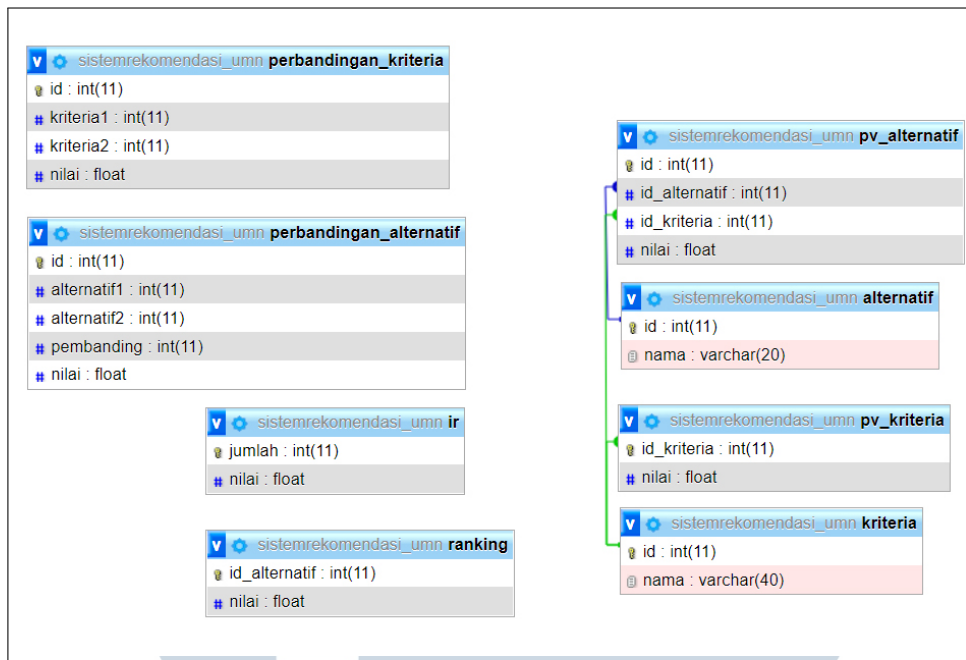 sistemrekomendasi_umn perbandingan_kriteria
id : int(11)
kriteria1 : int(11)
kriteria2 : int(11)
nilai : float
sistemrekomendasi_umn perbandingan_alternatif
id : int(11)
alternatif1 : int(11)
alternatif2 : int(11)
pembanding : int(11)
nilai : float
sistemrekomendasi_umn ir
jumlah : int(11)
nilai : float
sistemrekomendasi_umn ranking
id_alternatif : int(11)
nilai : float
sistemrekomendasi_umn pv_alternatif
id : int(11)
id_alternatif : int(11)
id_kriteria : int(11)
nilai : float
sistemrekomendasi_umn alternatif
id : int(11)
nama : varchar(20)
sistemrekomendasi_umn pv_kriteria
id_kriteria : int(11)
nilai : float
sistemrekomendasi_umn kriteria
id : int(11)
nama : varchar(40)